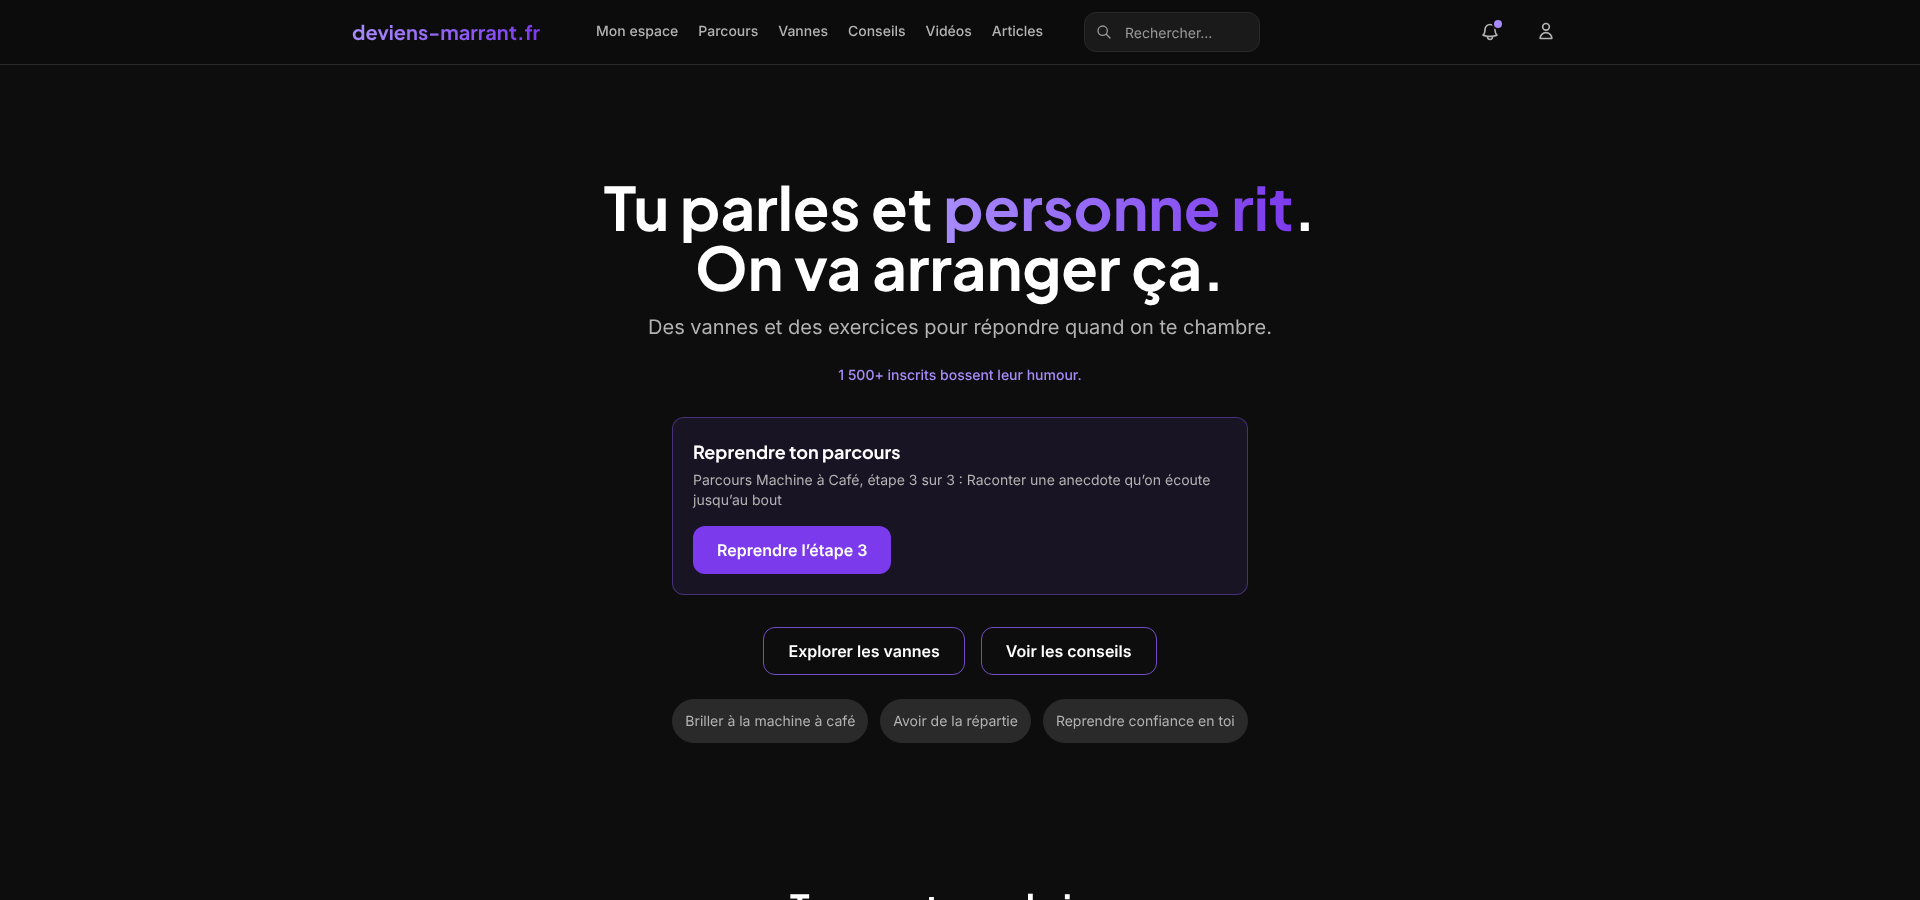 deviens-marrant.fr
Mon espace
Parcours
Vannes
Conseils
Vidéos
Articles
Rechercher...
Tu parles et personne rit.
On va arranger ça.
Des vannes et des exercices pour répondre quand on te chambre.
1 500+ inscrits bossent leur humour.
Reprendre ton parcours
Parcours Machine à Café, étape 3 sur 3 : Raconter une anecdote qu’on écoute
jusqu’au bout
Reprendre l’étape 3
Explorer les vannes
Voir les conseils
Briller à la machine à café
Avoir de la répartie
Reprendre confiance en toi